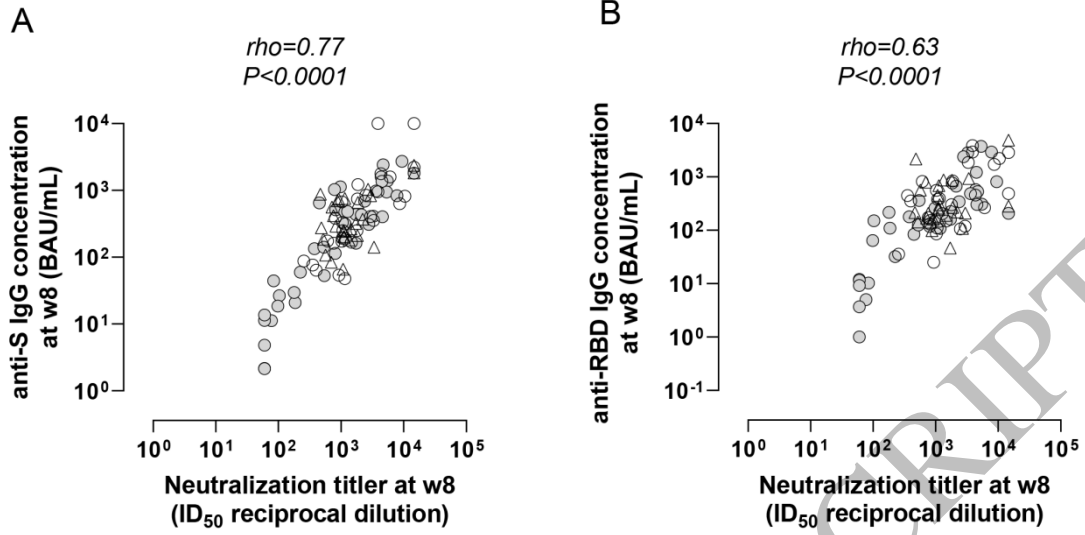 A
rho=0.77
P<0.0001
anti-S IgG concentration
at w8 (BAU/mL)
10⁴
10³
10²
10¹
10⁰
10⁰ 10¹ 10² 10³ 10⁴ 10⁵
Neutralization titler at w8
(ID₅₀ reciprocal dilution)
B
rho=0.63
P<0.0001
anti-RBD IgG concentration
at w8 (BAU/mL)
10⁴
10³
10²
10¹
10⁰
10⁻¹
10⁰ 10¹ 10² 10³ 10⁴ 10⁵
Neutralization titler at w8
(ID₅₀ reciprocal dilution)
CRIPT